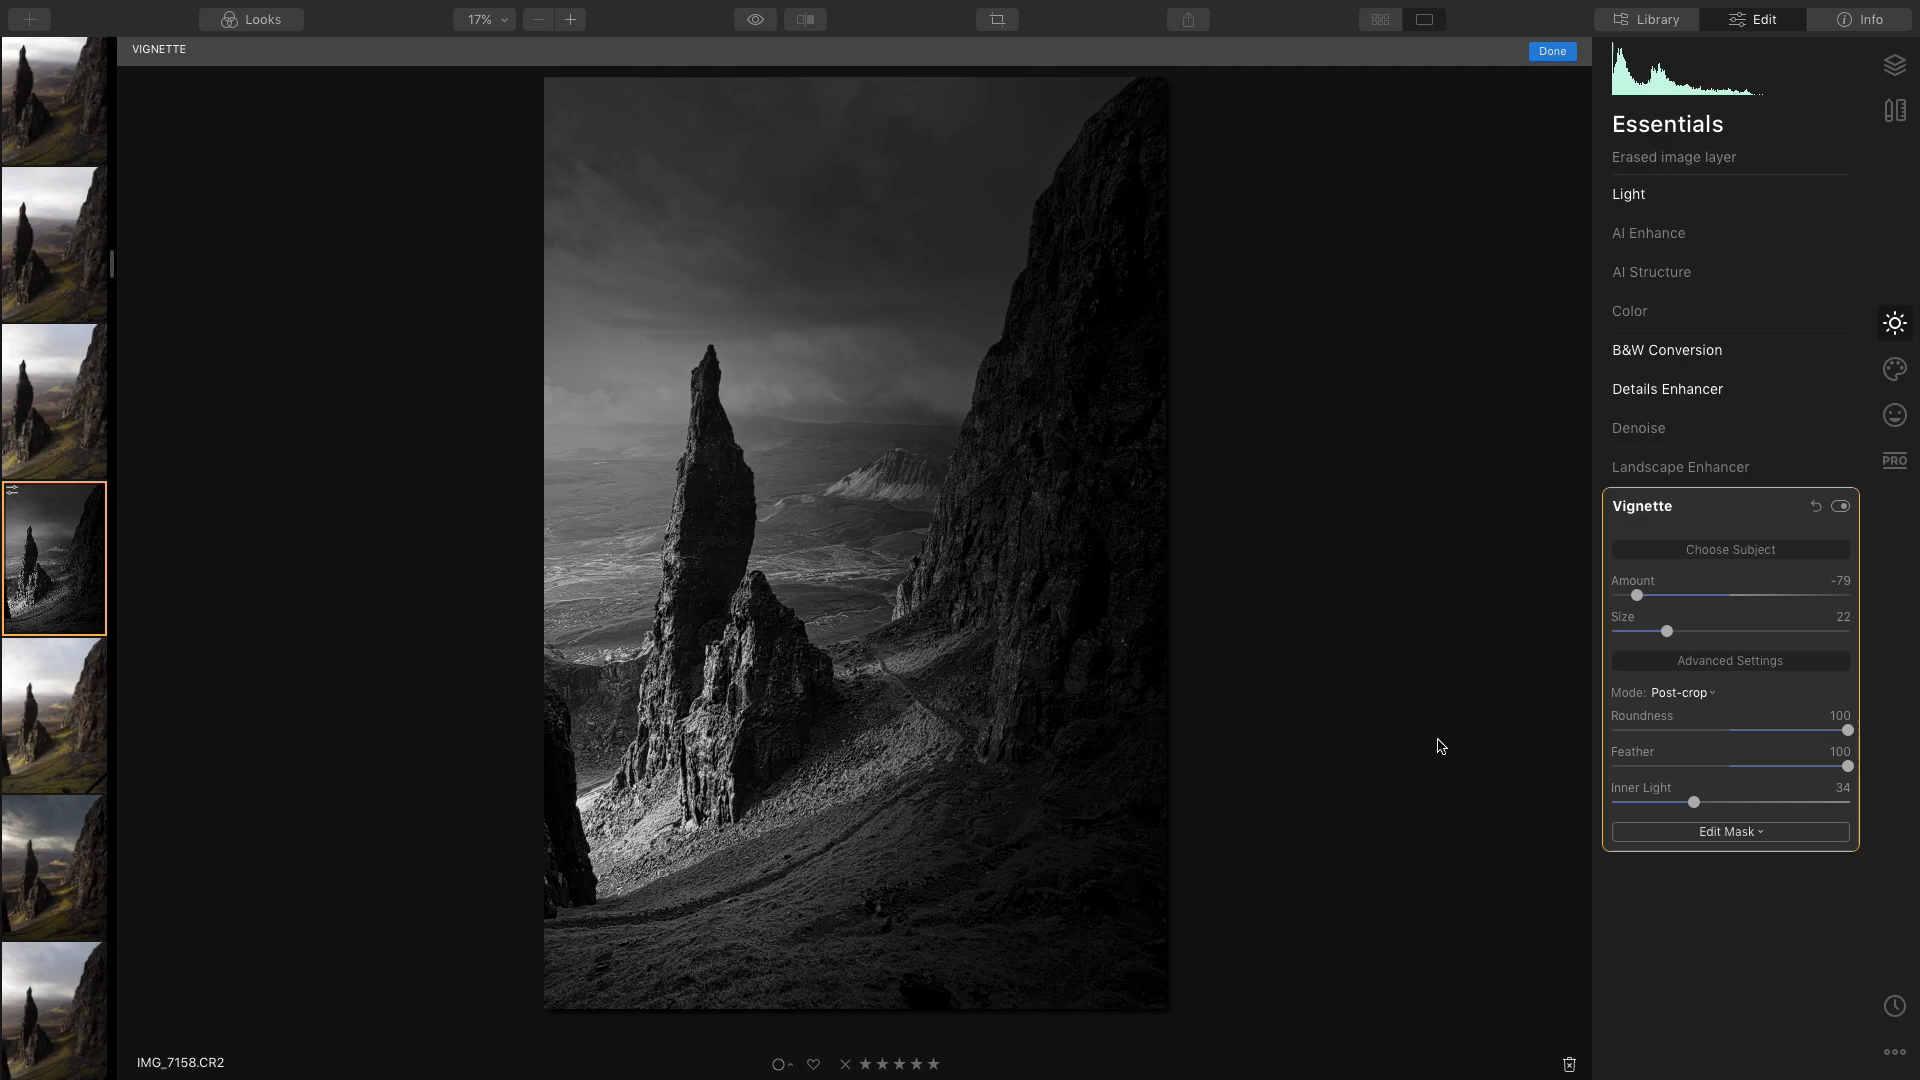 Looks
17%
Library
Edit
Info
VIGNETTE
Done
Essentials
Erased image layer
Light
AI Enhance
AI Structure
Color
B&W Conversion
Details Enhancer
Denoise
Landscape Enhancer
PRO
Vignette
Choose Subject
Amount -79
Size 22
Advanced Settings
Mode: Post-crop
Roundness 100
Feather 100
Inner Light 34
Edit Mask
IMG_7158.CR2